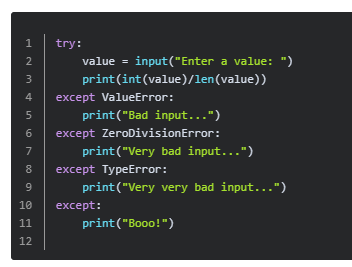 1 try:
2     value = input("Enter a value: ")
3     print(int(value)/len(value))
4 except ValueError:
5     print("Bad input...")
6 except ZeroDivisionError:
7     print("Very bad input...")
8 except TypeError:
9     print("Very very bad input...")
10 except:
11     print("Booo!")
12